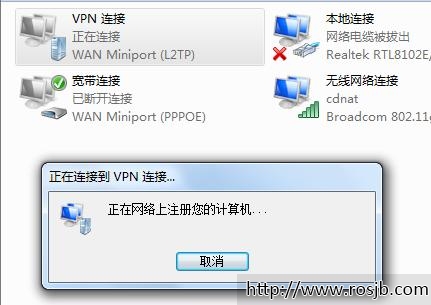 VPN 连接
正在连接
WAN Miniport (L2TP)
本地连接
网络电缆被拔出
Realtek RTL8102E/
宽带连接
已断开连接
WAN Miniport (PPPOE)
无线网络连接
cdnat
Broadcom 802.11g
正在连接到 VPN 连接...
正在网络上注册您的计算机...
取消
http://www.rosjb.com